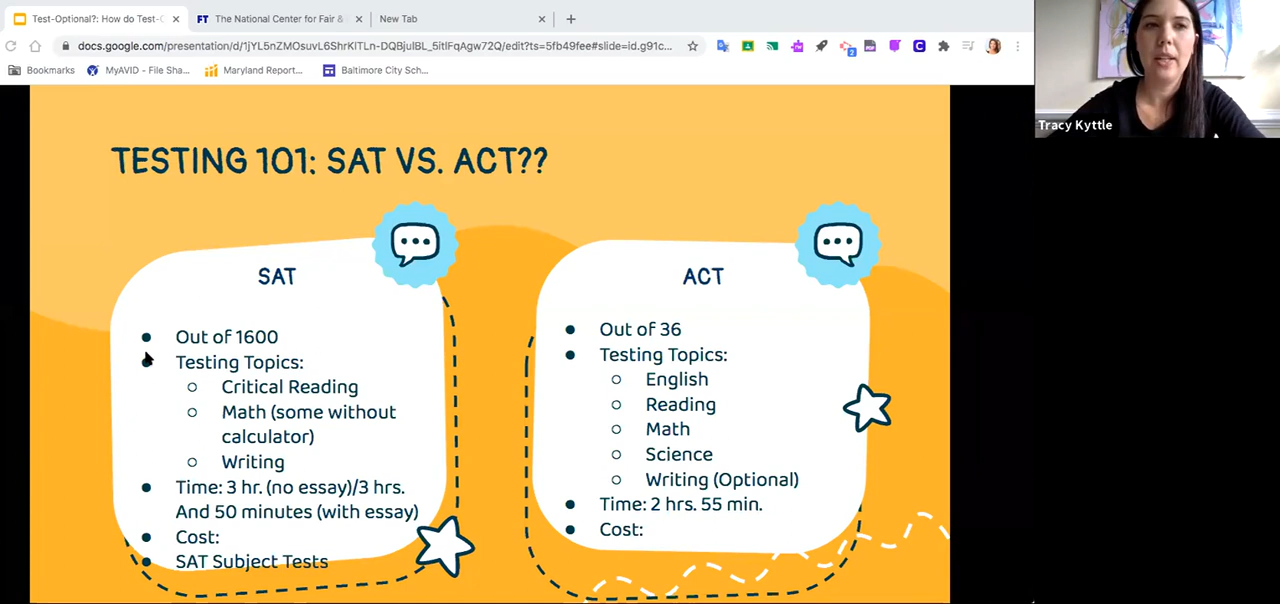 Test-Optional?: How do Test-
The National Center for Fair &
New Tab
docs.google.com/presentation/d/1jYL5nZMOsuvL6ShrKlTLn-DQBjulBL_5itlFqAgw72Q/edit?ts=5fb49fee#slide=id.g91c...
Bookmarks
MyAVID - File Sha...
Maryland Report...
Baltimore City Sch...
Tracy Kyttle
TESTING 101: SAT VS. ACT??
SAT
Out of 1600
Testing Topics:
Critical Reading
Math (some without
calculator)
Writing
Time: 3 hr. (no essay)/3 hrs.
And 50 minutes (with essay)
Cost:
SAT Subject Tests
ACT
Out of 36
Testing Topics:
English
Reading
Math
Science
Writing (Optional)
Time: 2 hrs. 55 min.
Cost: